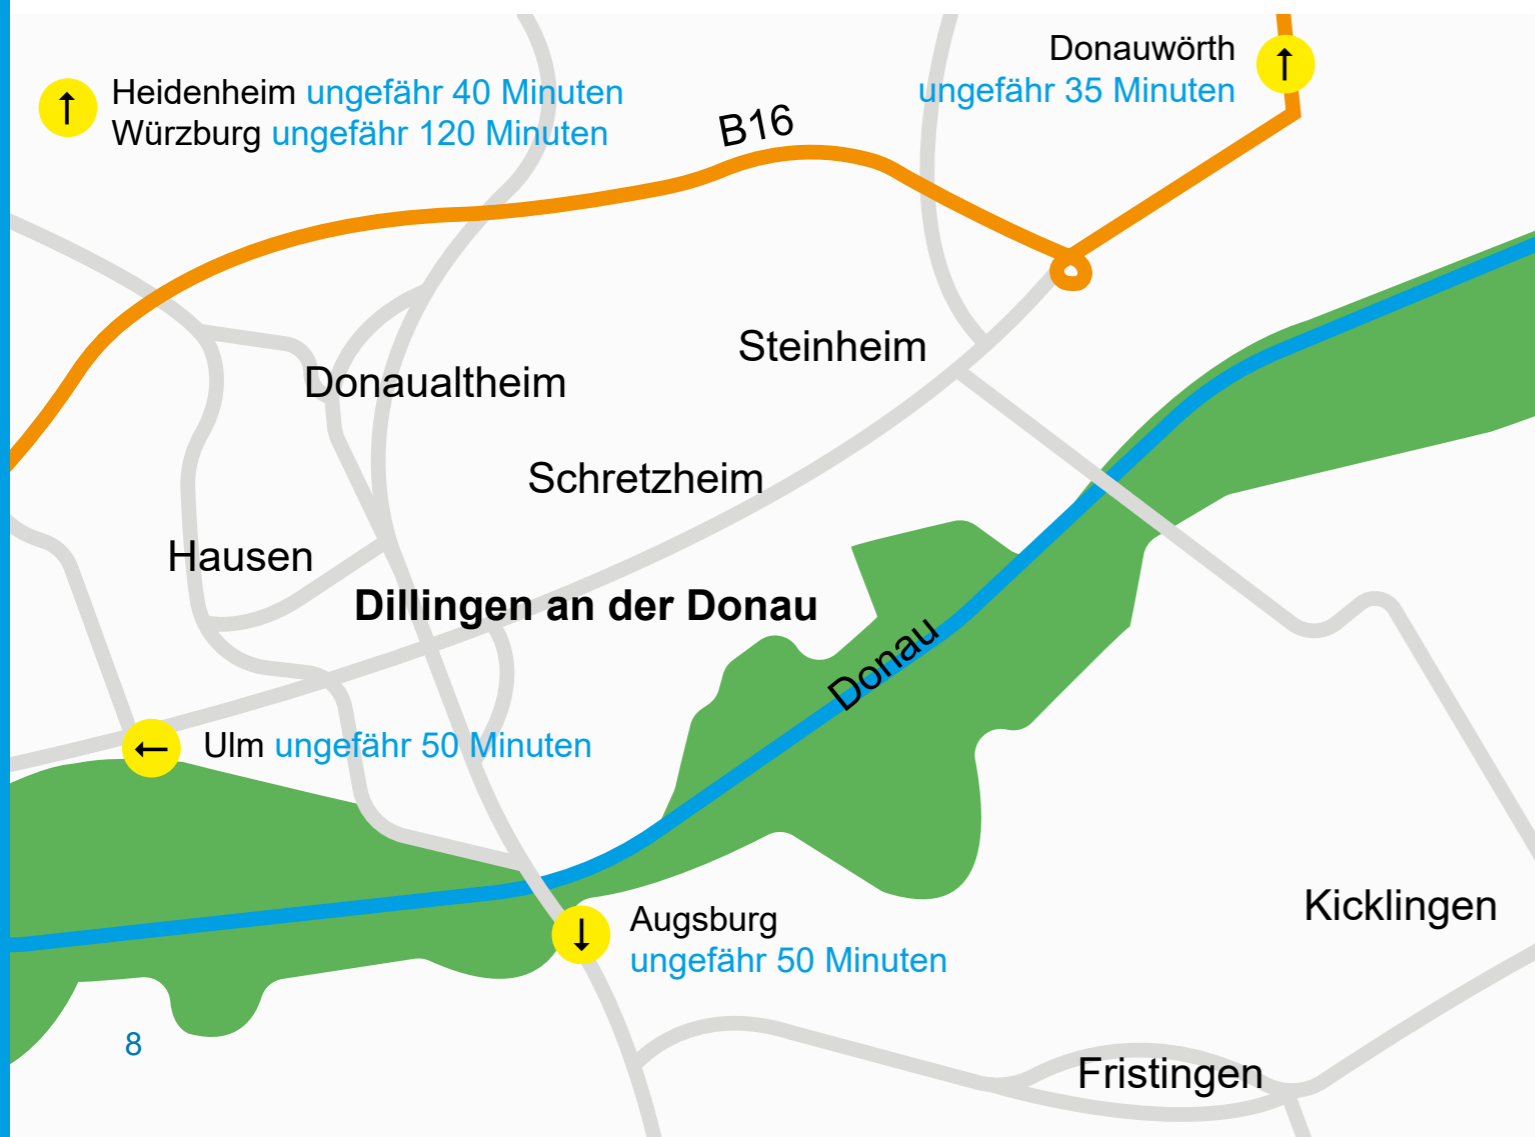 Donauwörth
ungefähr 35 Minuten
Heidenheim ungefähr 40 Minuten
Würzburg ungefähr 120 Minuten
B16
Steinheim
Donaualtheim
Schretzheim
Hausen
Dillingen an der Donau
Donau
Ulm ungefähr 50 Minuten
Kicklingen
Augsburg
ungefähr 50 Minuten
8
Fristingen